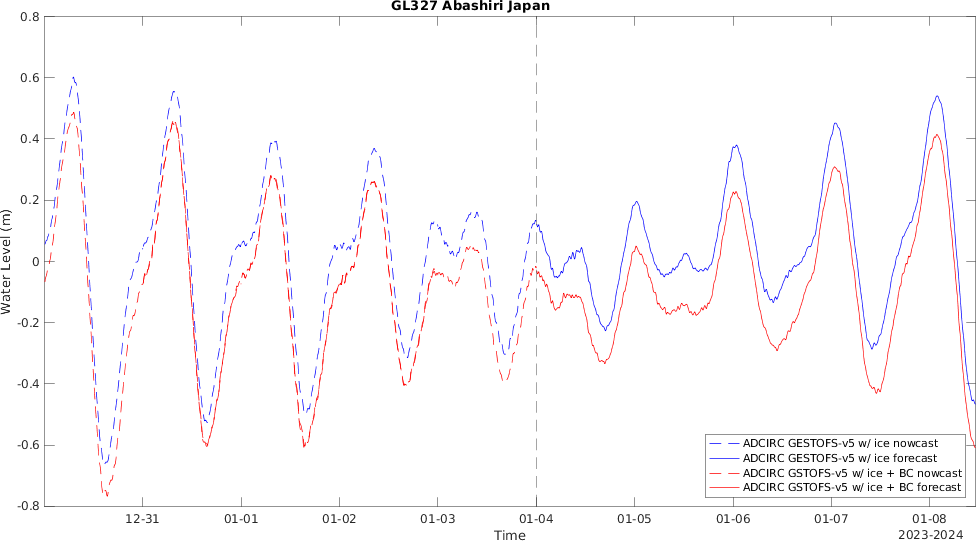 GL327 Abashiri Japan
Water Level (m)
0.8
0.6
0.4
0.2
0
-0.2
-0.4
-0.6
-0.8
ADCIRC GESTOFS-v5 w/ ice nowcast
ADCIRC GESTOFS-v5 w/ ice forecast
ADCIRC GSTOFS-v5 w/ ice + BC nowcast
ADCIRC GSTOFS-v5 w/ ice + BC forecast
12-31 01-01 01-02 01-03 01-04 01-05 01-06 01-07 01-08
Time
2023-2024